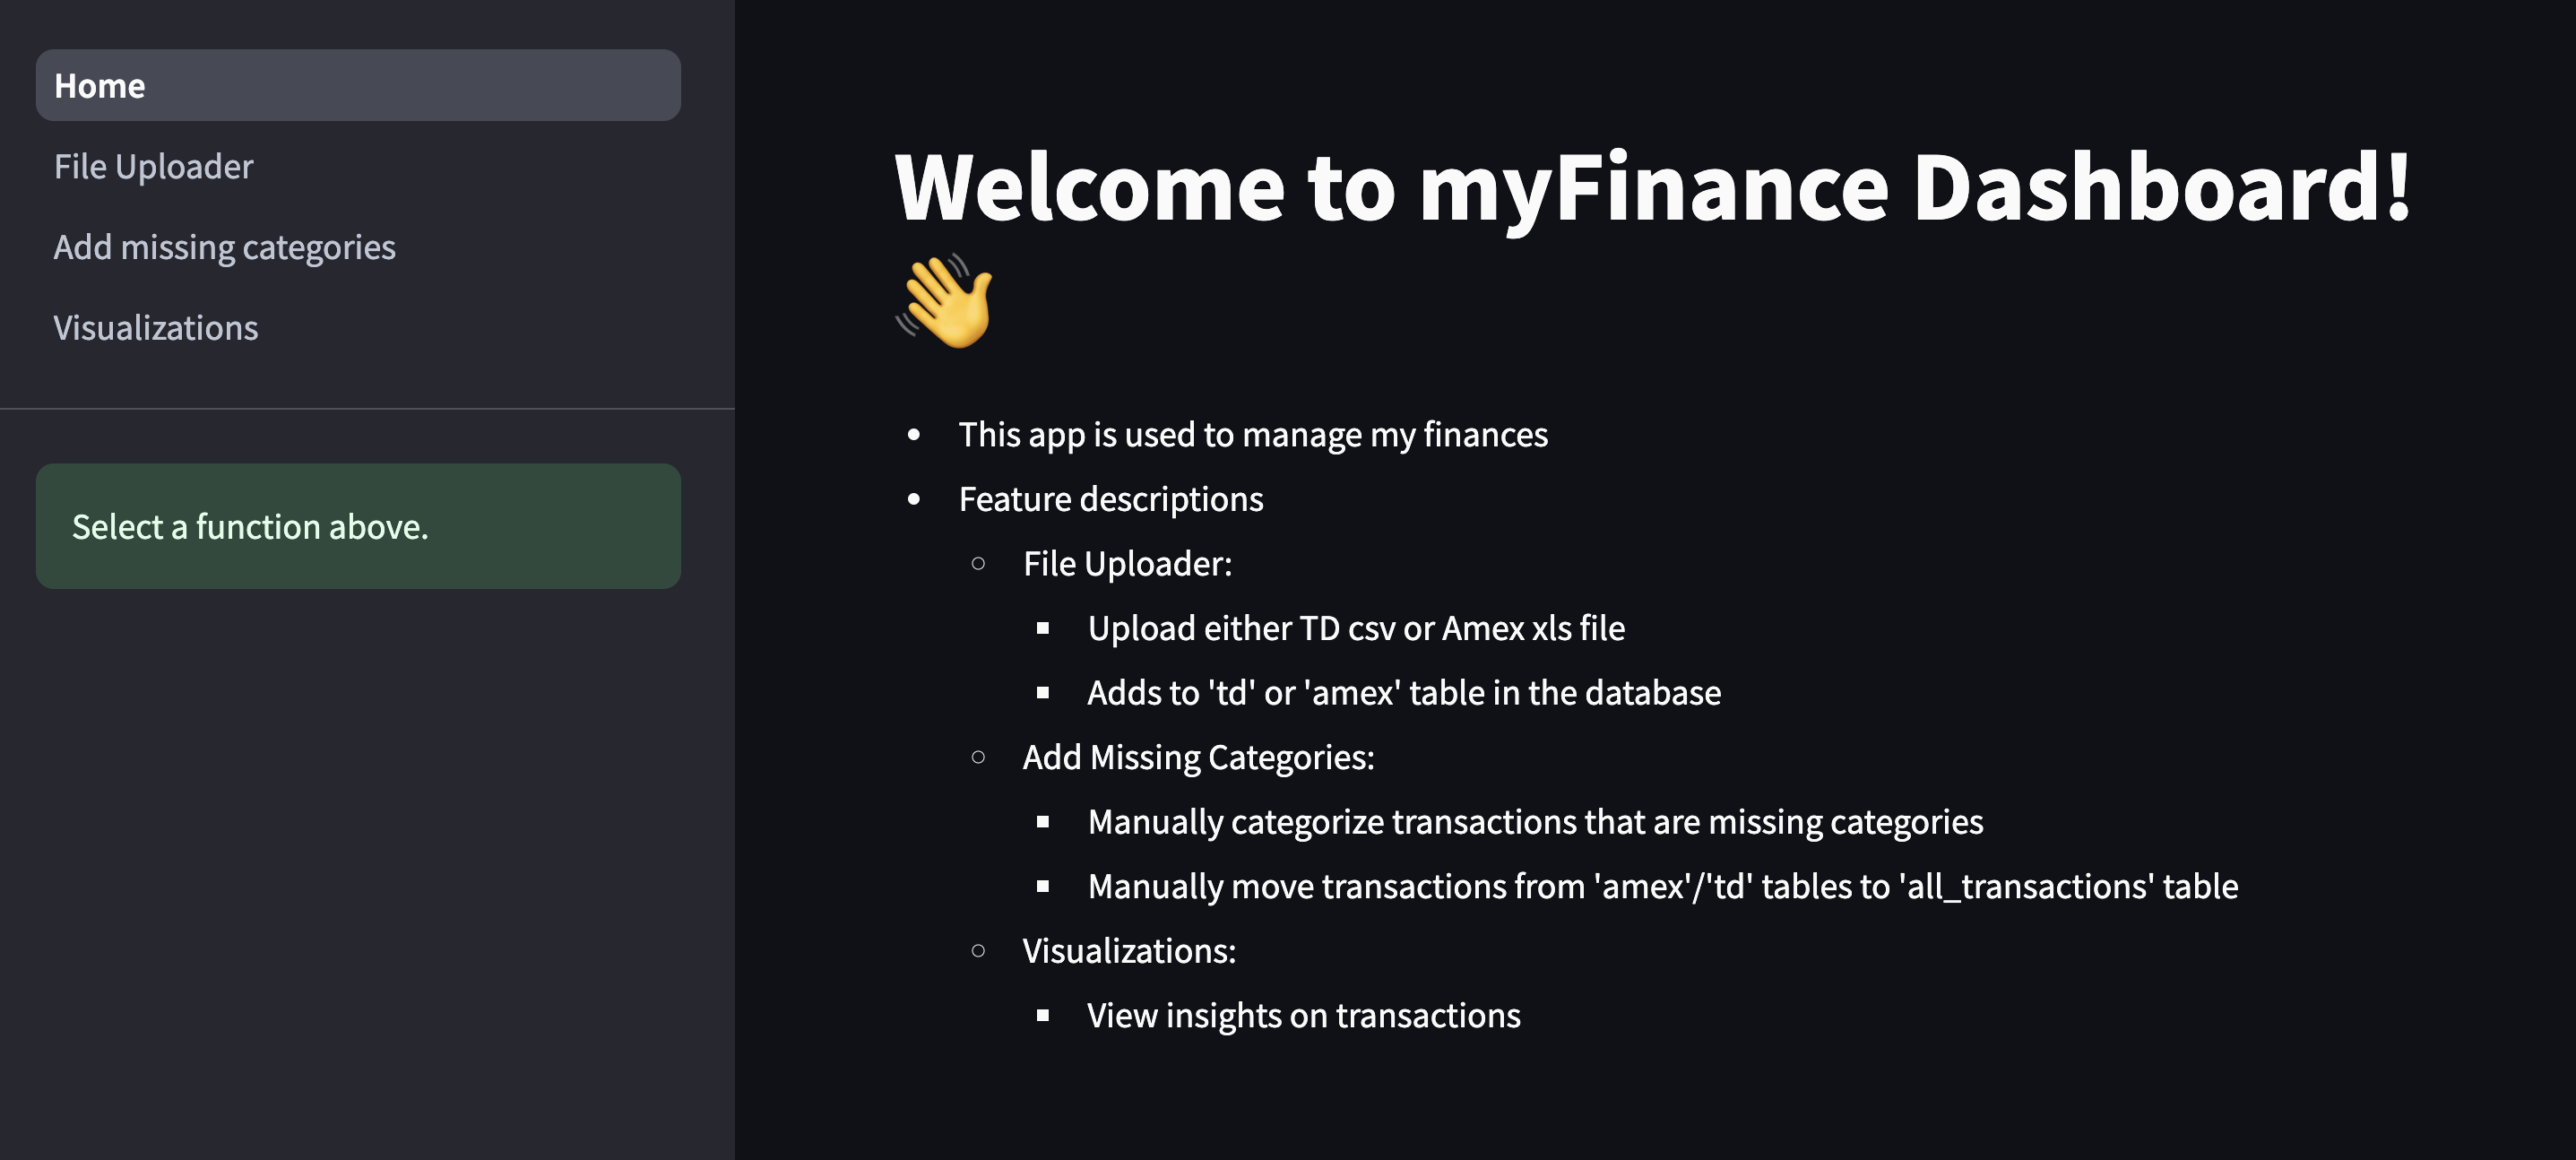 Home
File Uploader
Add missing categories
Visualizations
Select a function above.
Welcome to myFinance Dashboard!
👋
This app is used to manage my finances
Feature descriptions
File Uploader:
Upload either TD csv or Amex xls file
Adds to 'td' or 'amex' table in the database
Add Missing Categories:
Manually categorize transactions that are missing categories
Manually move transactions from 'amex'/'td' tables to 'all_transactions' table
Visualizations:
View insights on transactions